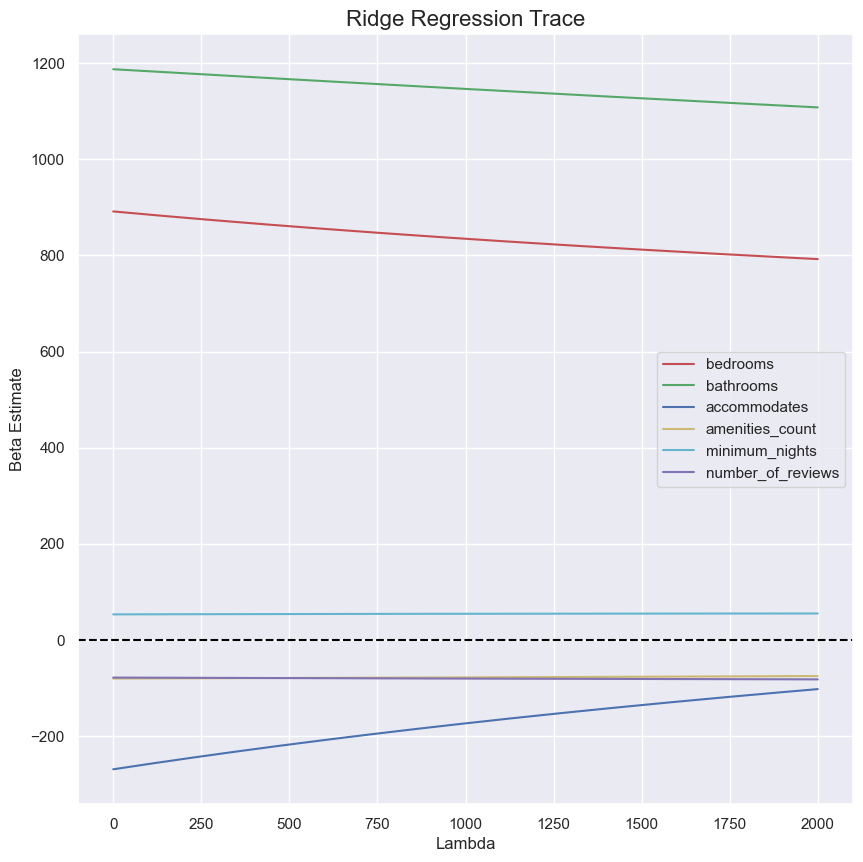 Ridge Regression Trace
1200
1000
800
600
400
200
0
−200
Beta Estimate
bedrooms
bathrooms
accommodates
amenities_count
minimum_nights
number_of_reviews
0 250 500 750 1000 1250 1500 1750 2000
Lambda